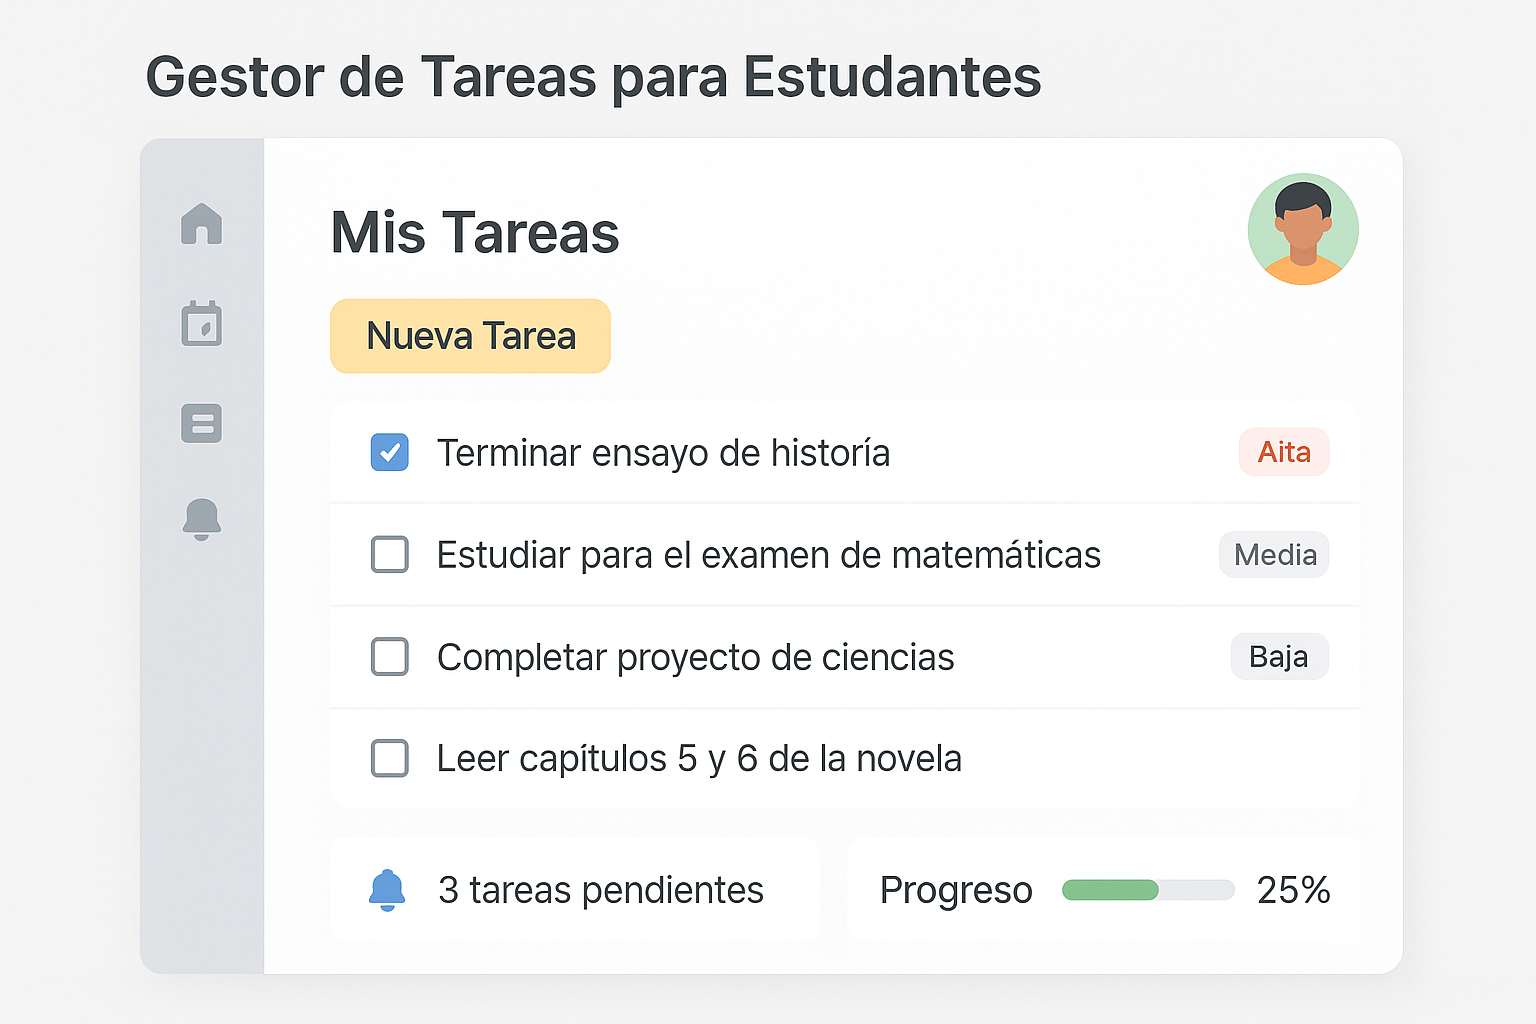 Gestor de Tareas para Estudantes
Mis Tareas
Nueva Tarea
Terminar ensayo de historía
Aita
Estudiar para el examen de matemáticas
Media
Completar proyecto de ciencias
Baja
Leer capítulos 5 y 6 de la novela
3 tareas pendientes
Progreso 25%